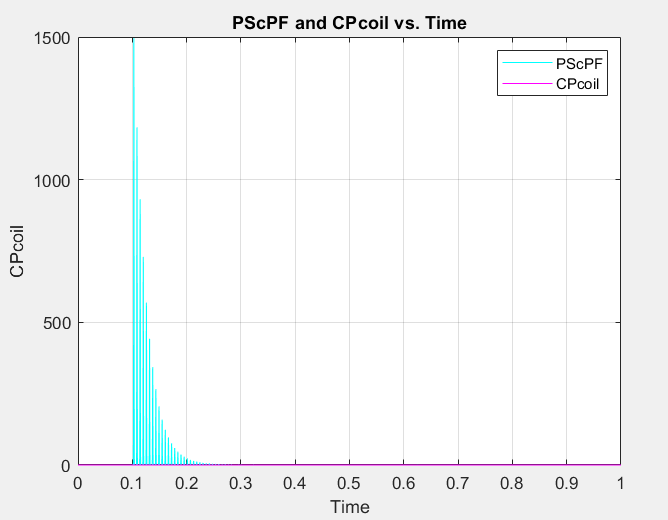 PScPF and CPcoil vs. Time
PScPF
CPcoil
1500
1000
500
0
CPcoil
0 0.1 0.2 0.3 0.4 0.5 0.6 0.7 0.8 0.9 1
Time